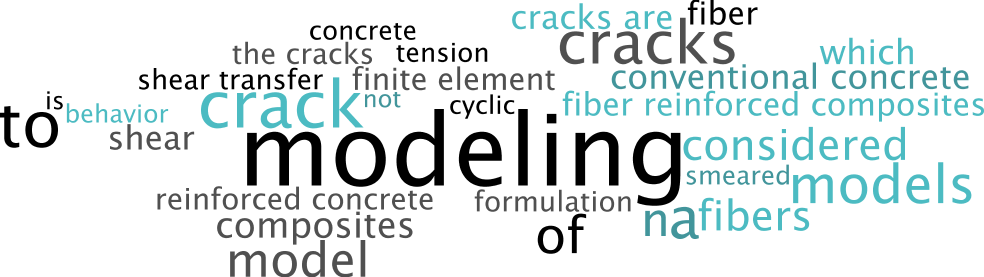 cracks are
fiber
concrete
cracks
the cracks
tension
which
shear transfer
finite element
conventional concrete
is
behavior
crack
not
cyclic
fiber reinforced composites
to
shear
modeling
considered
smeared
models
reinforced concrete
formulation
na
fibers
composites
of
model